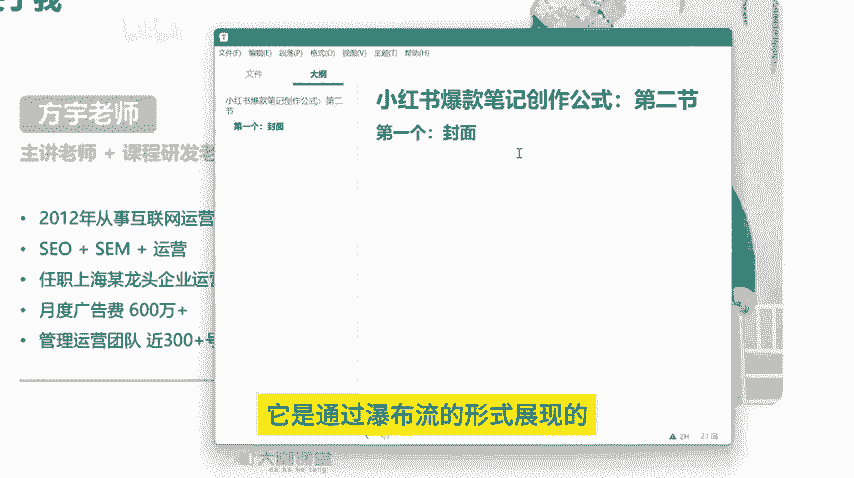 方宇老师
主讲老师 + 课程研发老
• 2012年从事互联网运营
• SEO + SEM + 运营
• 任职上海某龙头企业运营
• 月度广告费 600万+
• 管理运营团队 近300+号
文件(F) 编辑(E) 段落(P) 格式(O) 视图(V) 主题(T) 帮助(H)
文件 大纲
小红书爆款笔记创作公式：第二
节
第一个：封面
小红书爆款笔记创作公式：第二节
第一个：封面
它是通过瀑布流的形式展现的
ZH 21 词